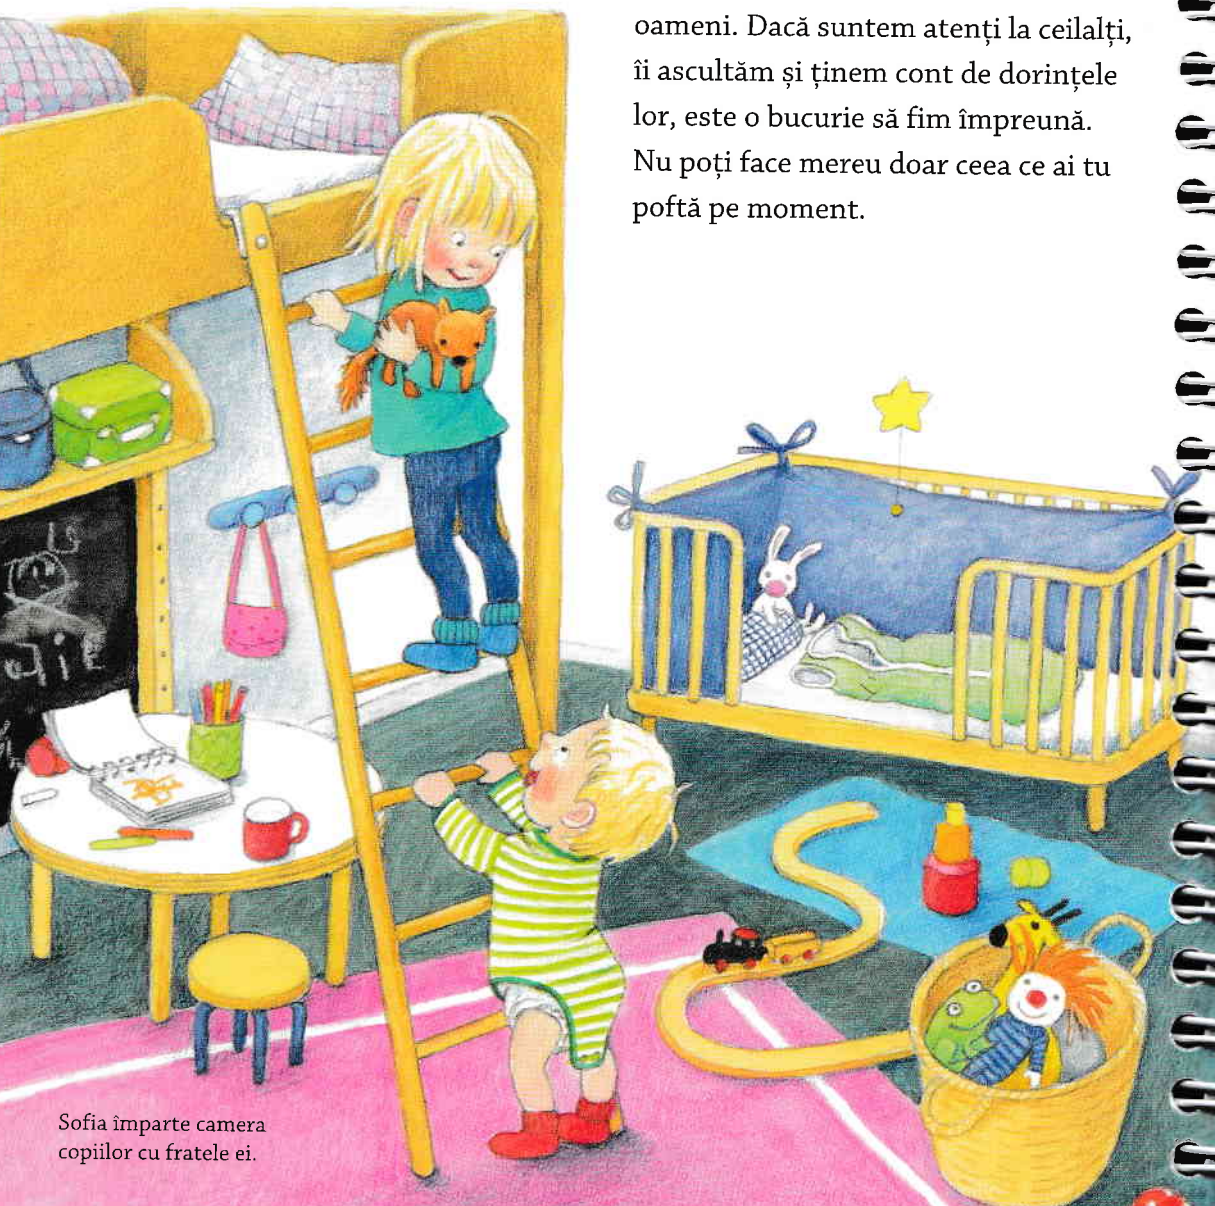 oameni. Dacă suntem atenți la ceilalți,
îi ascultăm și ținem cont de dorințele
lor, este o bucurie să fim împreună.
Nu poți face mereu doar ceea ce ai tu
poftă pe moment.
Sofia împarte camera
copiilor cu fratele ei.